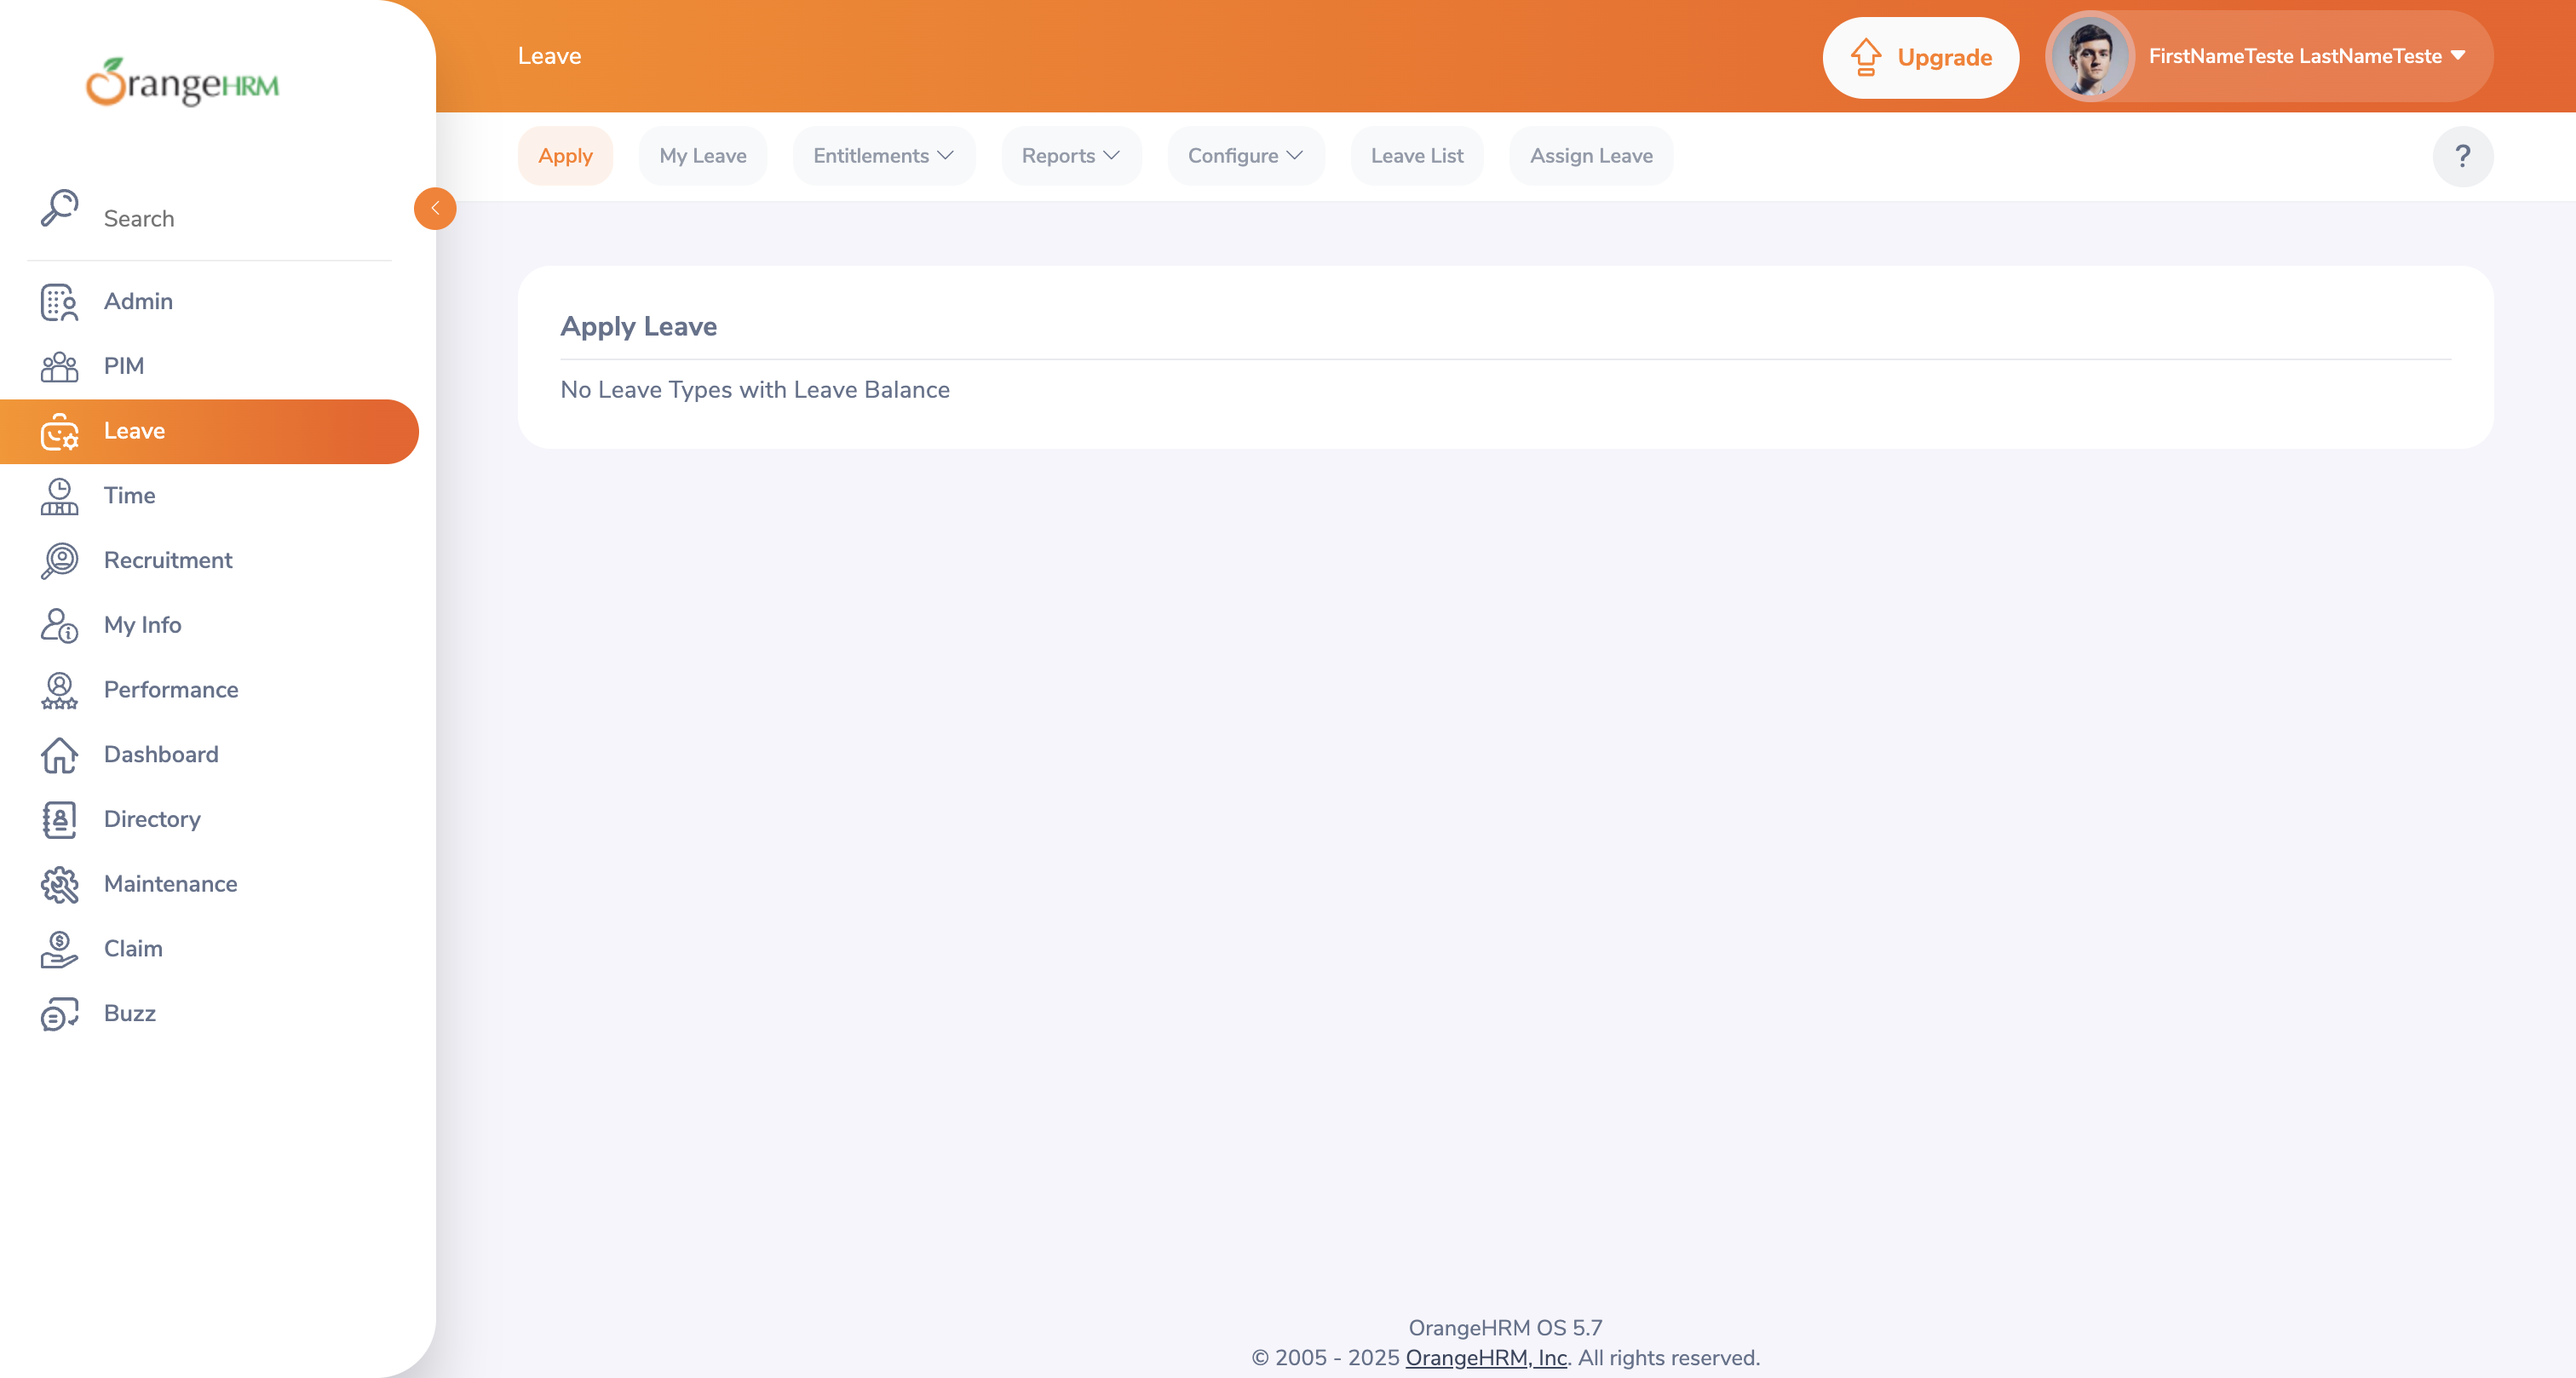 OrangeHRM
Search
Admin
PIM
Leave
Time
Recruitment
My Info
Performance
Dashboard
Directory
Maintenance
Claim
Buzz
Leave
Upgrade
FirstNameTeste LastNameTeste
Apply
My Leave
Entitlements
Reports
Configure
Leave List
Assign Leave
?
Apply Leave
No Leave Types with Leave Balance
OrangeHRM OS 5.7
© 2005 - 2025 OrangeHRM, Inc. All rights reserved.